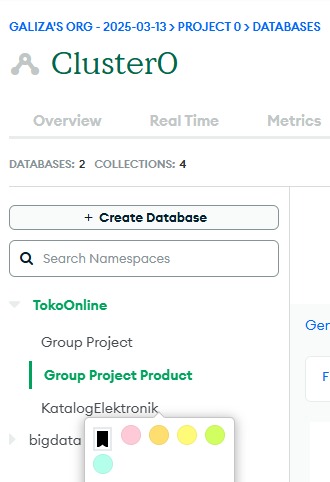 GALIZA'S ORG - 2025-03-13 > PROJECT 0 > DATABASES
Cluster0
Overview Real Time Metrics
DATABASES: 2 COLLECTIONS: 4
+ Create Database
Search Namespaces
TokoOnline
Group Project
Group Project Product
KatalogElektronik
bigdata
Ger
F